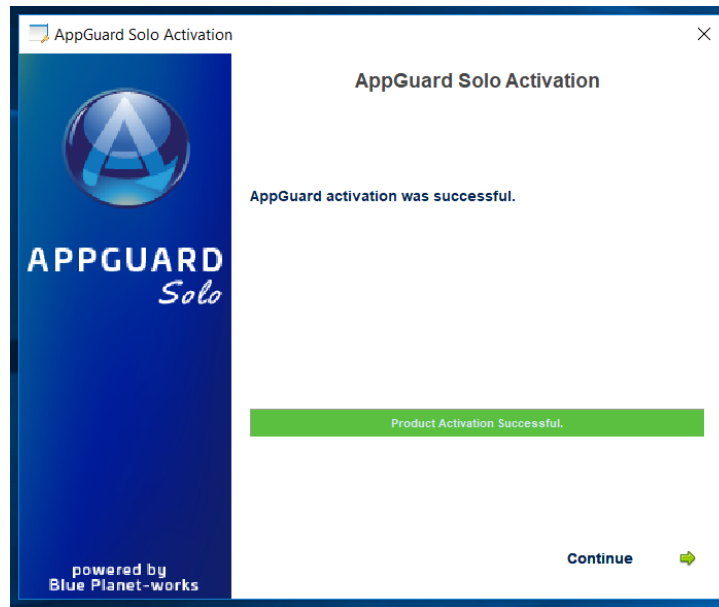 AppGuard Solo Activation
AppGuard Solo Activation
AppGuard activation was successful.
APPGUARD
Solo
Product Activation Successful.
Continue
powered by
Blue Planet-works